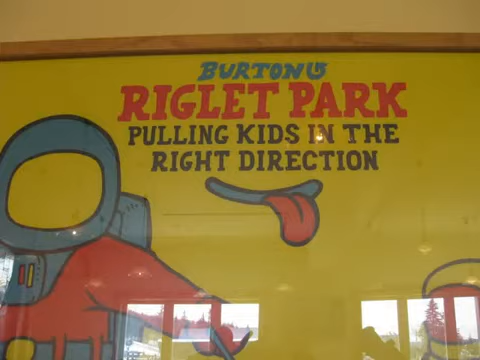 BURTON
RIGLET PARK
PULLING KIDS IN THE
RIGHT DIRECTION